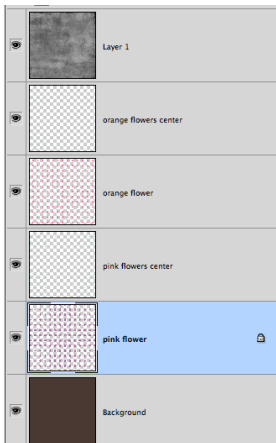 Layer 1
orange flowers center
orange flower
pink flowers center
pink flower
Background